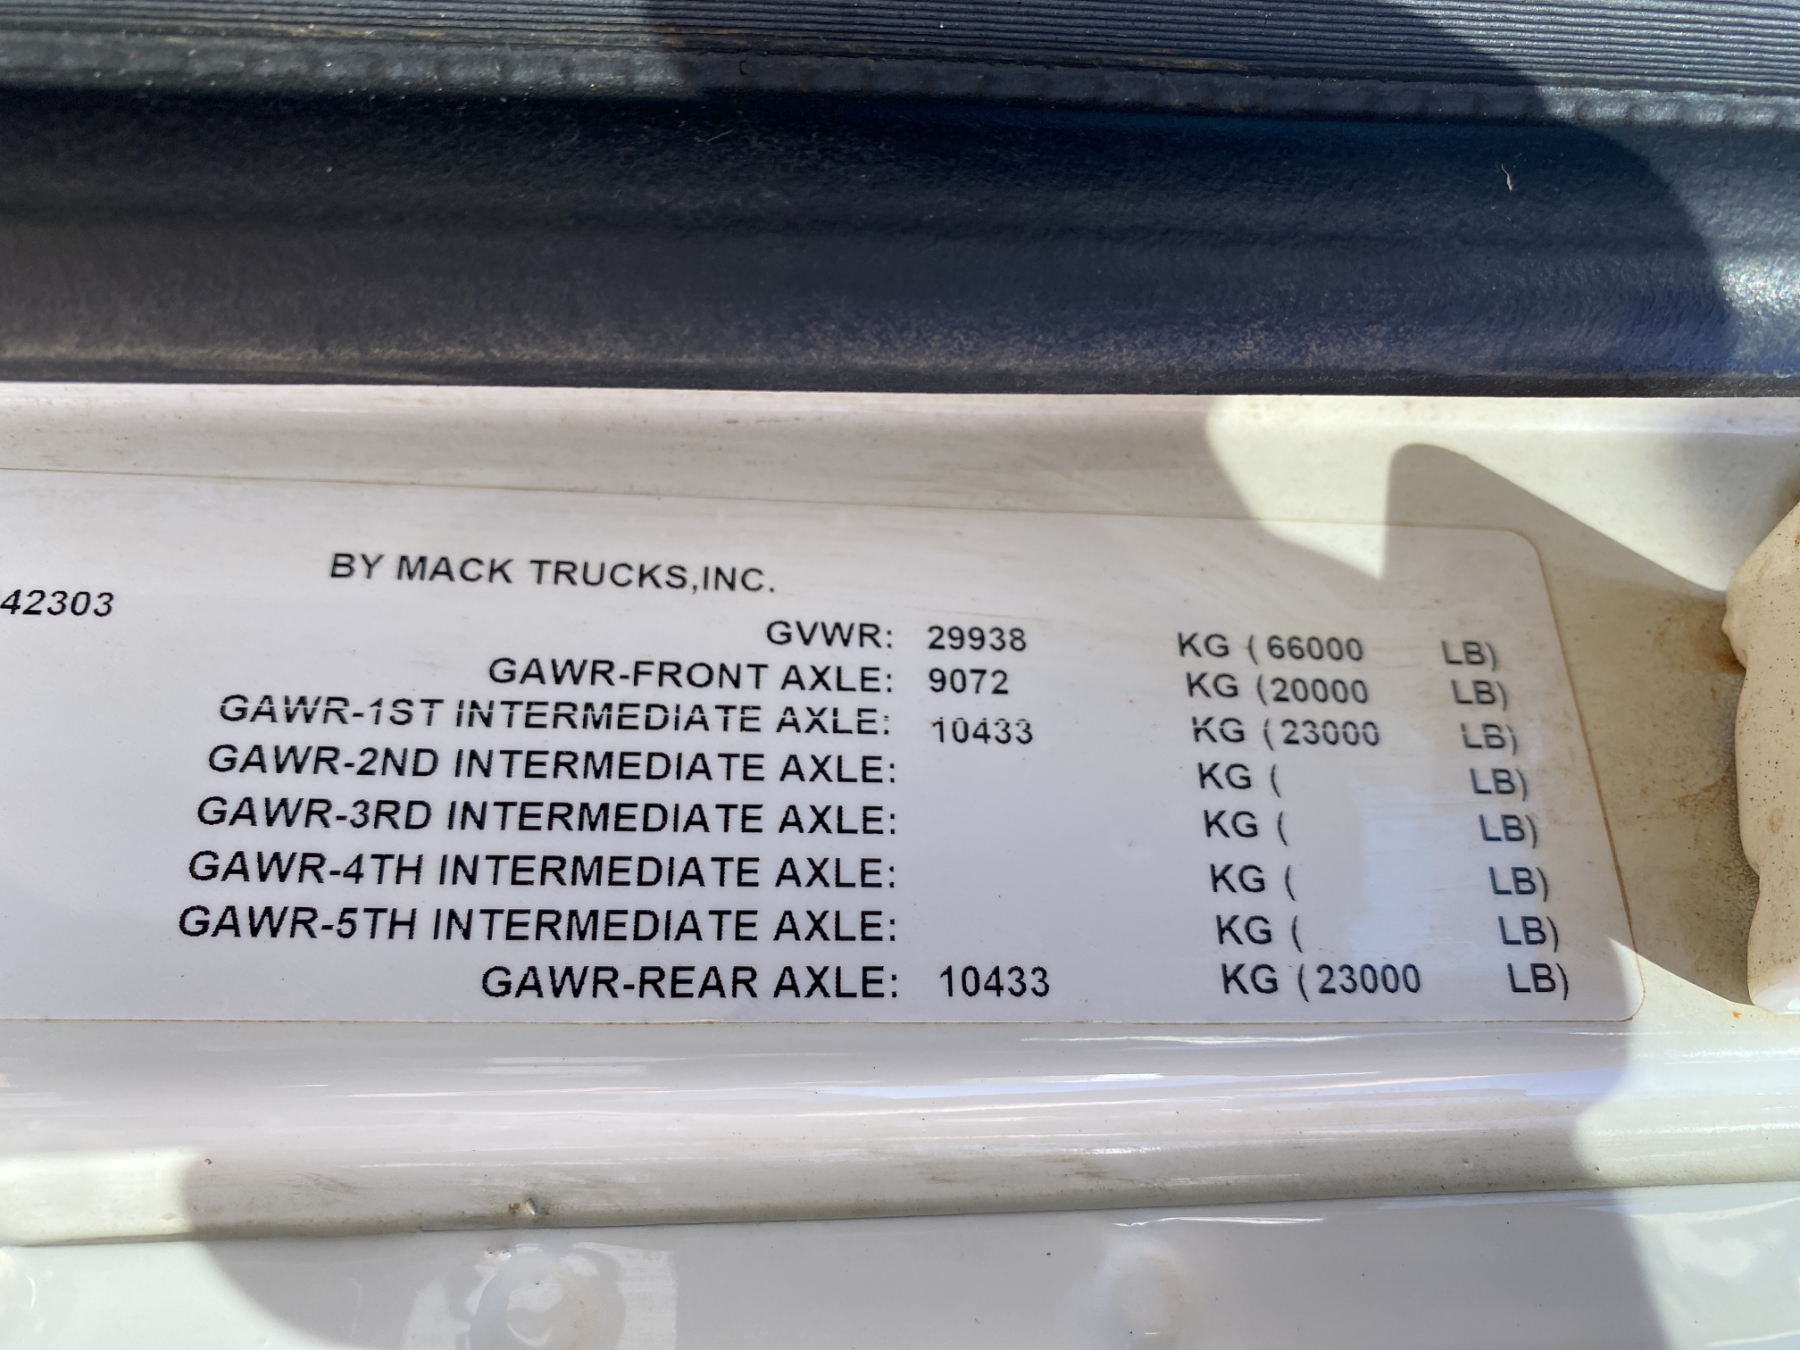 BY MACK TRUCKS,INC.
42303
GVWR: 29938 KG (66000 LB)
GAWR-FRONT AXLE: 9072 KG (20000 LB)
GAWR-1ST INTERMEDIATE AXLE: 10433 KG (23000 LB)
GAWR-2ND INTERMEDIATE AXLE: KG ( LB)
GAWR-3RD INTERMEDIATE AXLE: KG ( LB)
GAWR-4TH INTERMEDIATE AXLE: KG ( LB)
GAWR-5TH INTERMEDIATE AXLE: KG ( LB)
GAWR-REAR AXLE: 10433 KG (23000 LB)